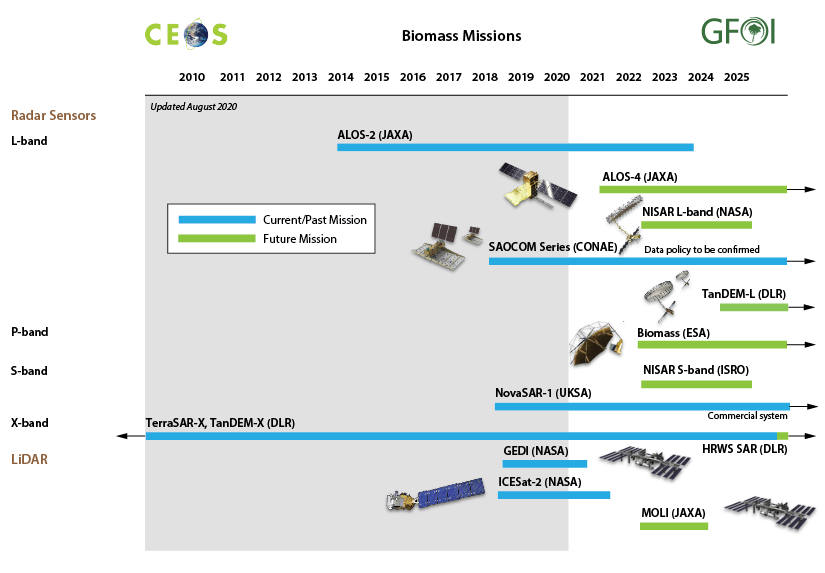 CEOS
Biomass Missions
GFOI
2010 2011 2012 2013 2014 2015 2016 2017 2018 2019 2020 2021 2022 2023 2024 2025
Updated August 2020
Radar Sensors
L-band
ALOS-2 (JAXA)
ALOS-4 (JAXA)
Current/Past Mission
Future Mission
NISAR L-band (NASA)
SAOCOM Series (CONAE)
Data policy to be confirmed
TanDEM-L (DLR)
P-band
Biomass (ESA)
S-band
NISAR S-band (ISRO)
NovaSAR-1 (UKSA)
Commercial system
X-band
TerraSAR-X, TanDEM-X (DLR)
HRWS SAR (DLR)
LiDAR
GEDI (NASA)
ICESat-2 (NASA)
MOLI (JAXA)